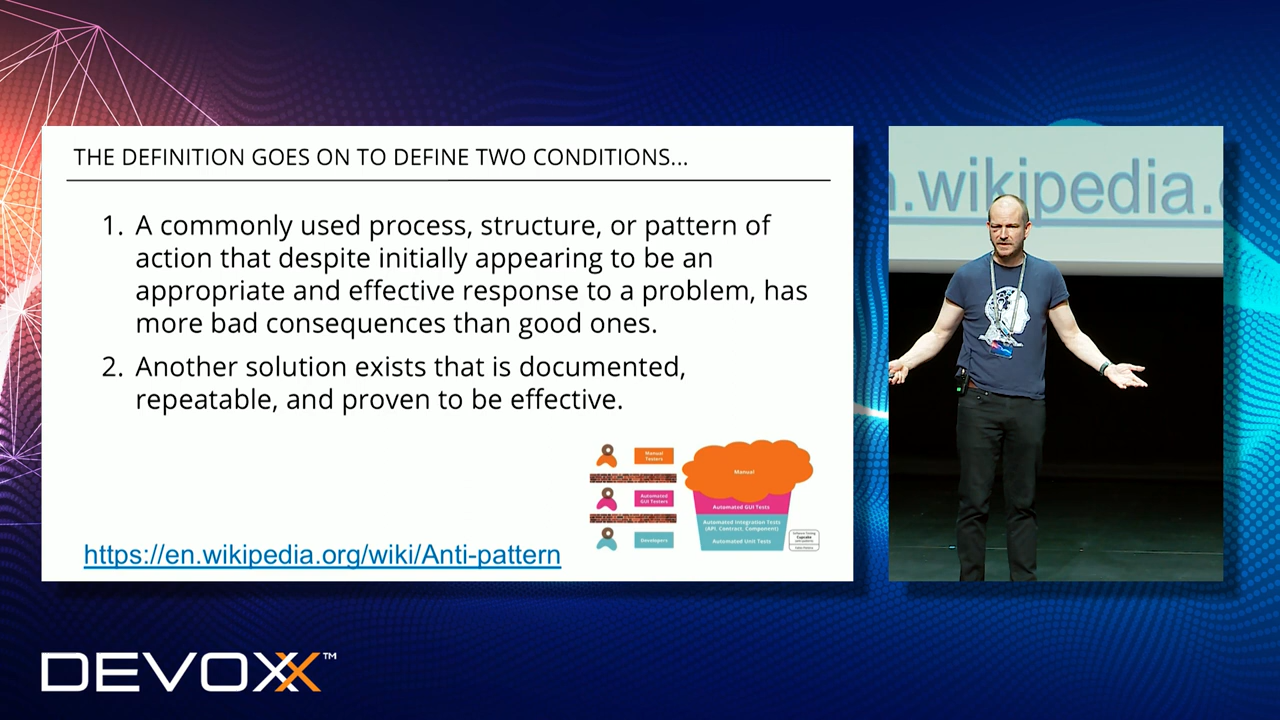 THE DEFINITION GOES ON TO DEFINE TWO CONDITIONS...
1. A commonly used process, structure, or pattern of
action that despite initially appearing to be an
appropriate and effective response to a problem, has
more bad consequences than good ones.
2. Another solution exists that is documented,
repeatable, and proven to be effective.
Manual
Testers
Automated
GUI Testers
Developers
Manual
Automated GUI Tests
Automated Integration Tests
(API, Contract, Component)
Automated Unit Tests
Cupcake
https://en.wikipedia.org/wiki/Anti-pattern
n.wikipedia.
DEVOXX™